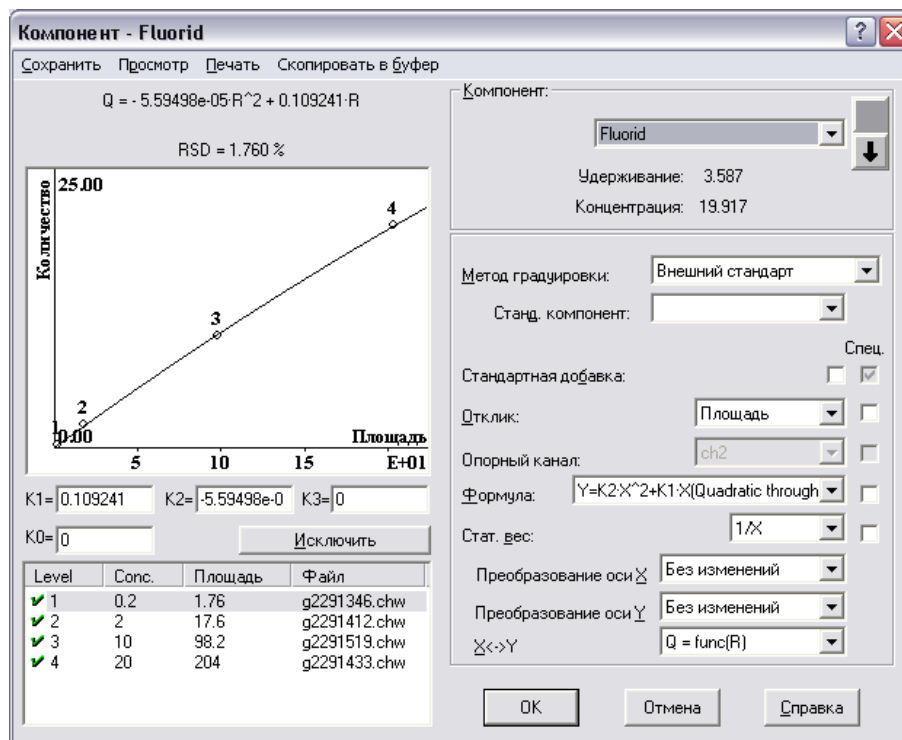 Компонент - Fluorid
Сохранить Просмотр Печать Скопировать в буфер
Q = - 5.59498e-05·R^2 + 0.109241·R
RSD = 1.760 %
25.00
Количество
4
3
2
1
0.00
Площадь
5 10 15 E+01
K1= 0.109241 K2= -5.59498e-0 K3= 0
K0= 0 Исключить
Level Conc. Площадь Файл
1 0.2 1.76 g2291346.chw
2 2 17.6 g2291412.chw
3 10 98.2 g2291519.chw
4 20 204 g2291433.chw
Компонент:
Fluorid
Удерживание: 3.587
Концентрация: 19.917
Метод градуировки: Внешний стандарт
Станд. компонент:
Спец.
Стандартная добавка:
Отклик: Площадь
Опорный канал: ch2
Формула: Y=K2·X^2+K1·X(Quadratic through
Стат. вес: 1/X
Преобразование оси X Без изменений
Преобразование оси Y Без изменений
X<->Y Q = func(R)
OK Отмена Справка